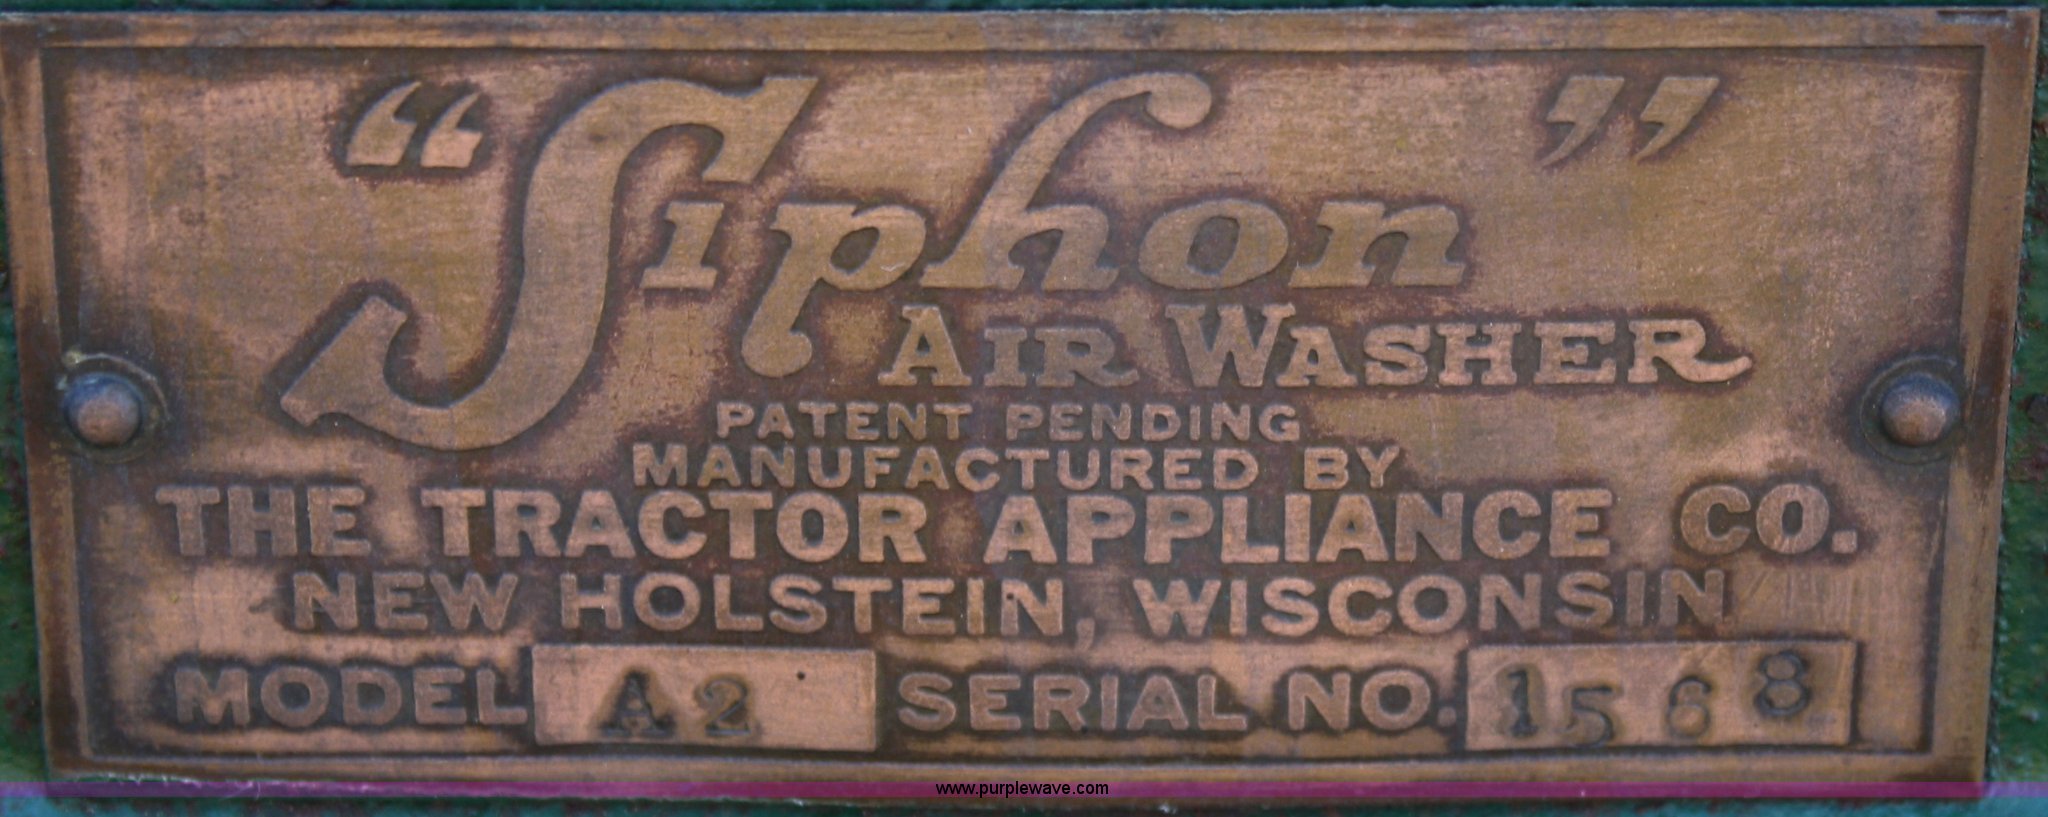 “Siphon”
AIR WASHER
PATENT PENDING
MANUFACTURED BY
THE TRACTOR APPLIANCE CO.
NEW HOLSTEIN, WISCONSIN
MODEL A2 SERIAL NO. 1568
www.purplewave.com